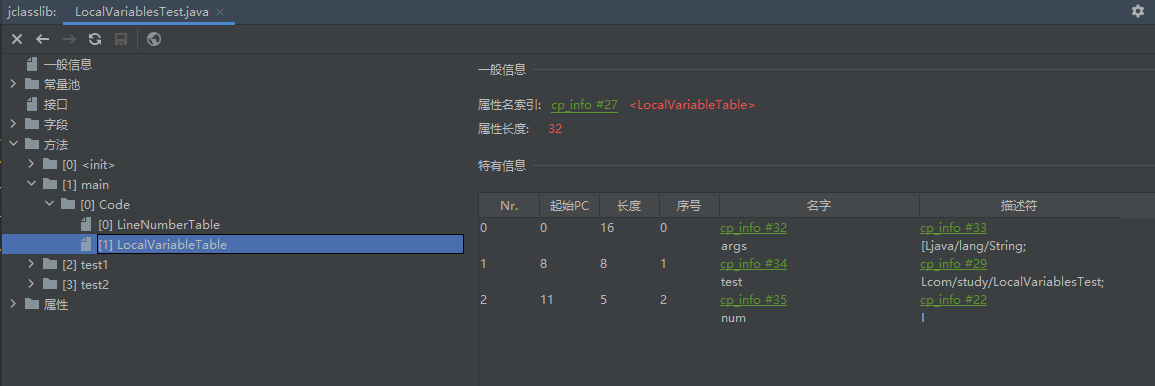 jclasslib: LocalVariablesTest.java
一般信息
常量池
接口
字段
方法
[0] <init>
[1] main
[0] Code
[0] LineNumberTable
[1] LocalVariableTable
[2] test1
[3] test2
属性
一般信息
属性名索引: cp_info #27 <LocalVariableTable>
属性长度: 32
特有信息
Nr. 起始PC 长度 序号 名字 描述符
0 0 16 0 cp_info #32 cp_info #33
args [Ljava/lang/String;
1 8 8 1 cp_info #34 cp_info #29
test Lcom/study/LocalVariablesTest;
2 11 5 2 cp_info #35 cp_info #22
num I